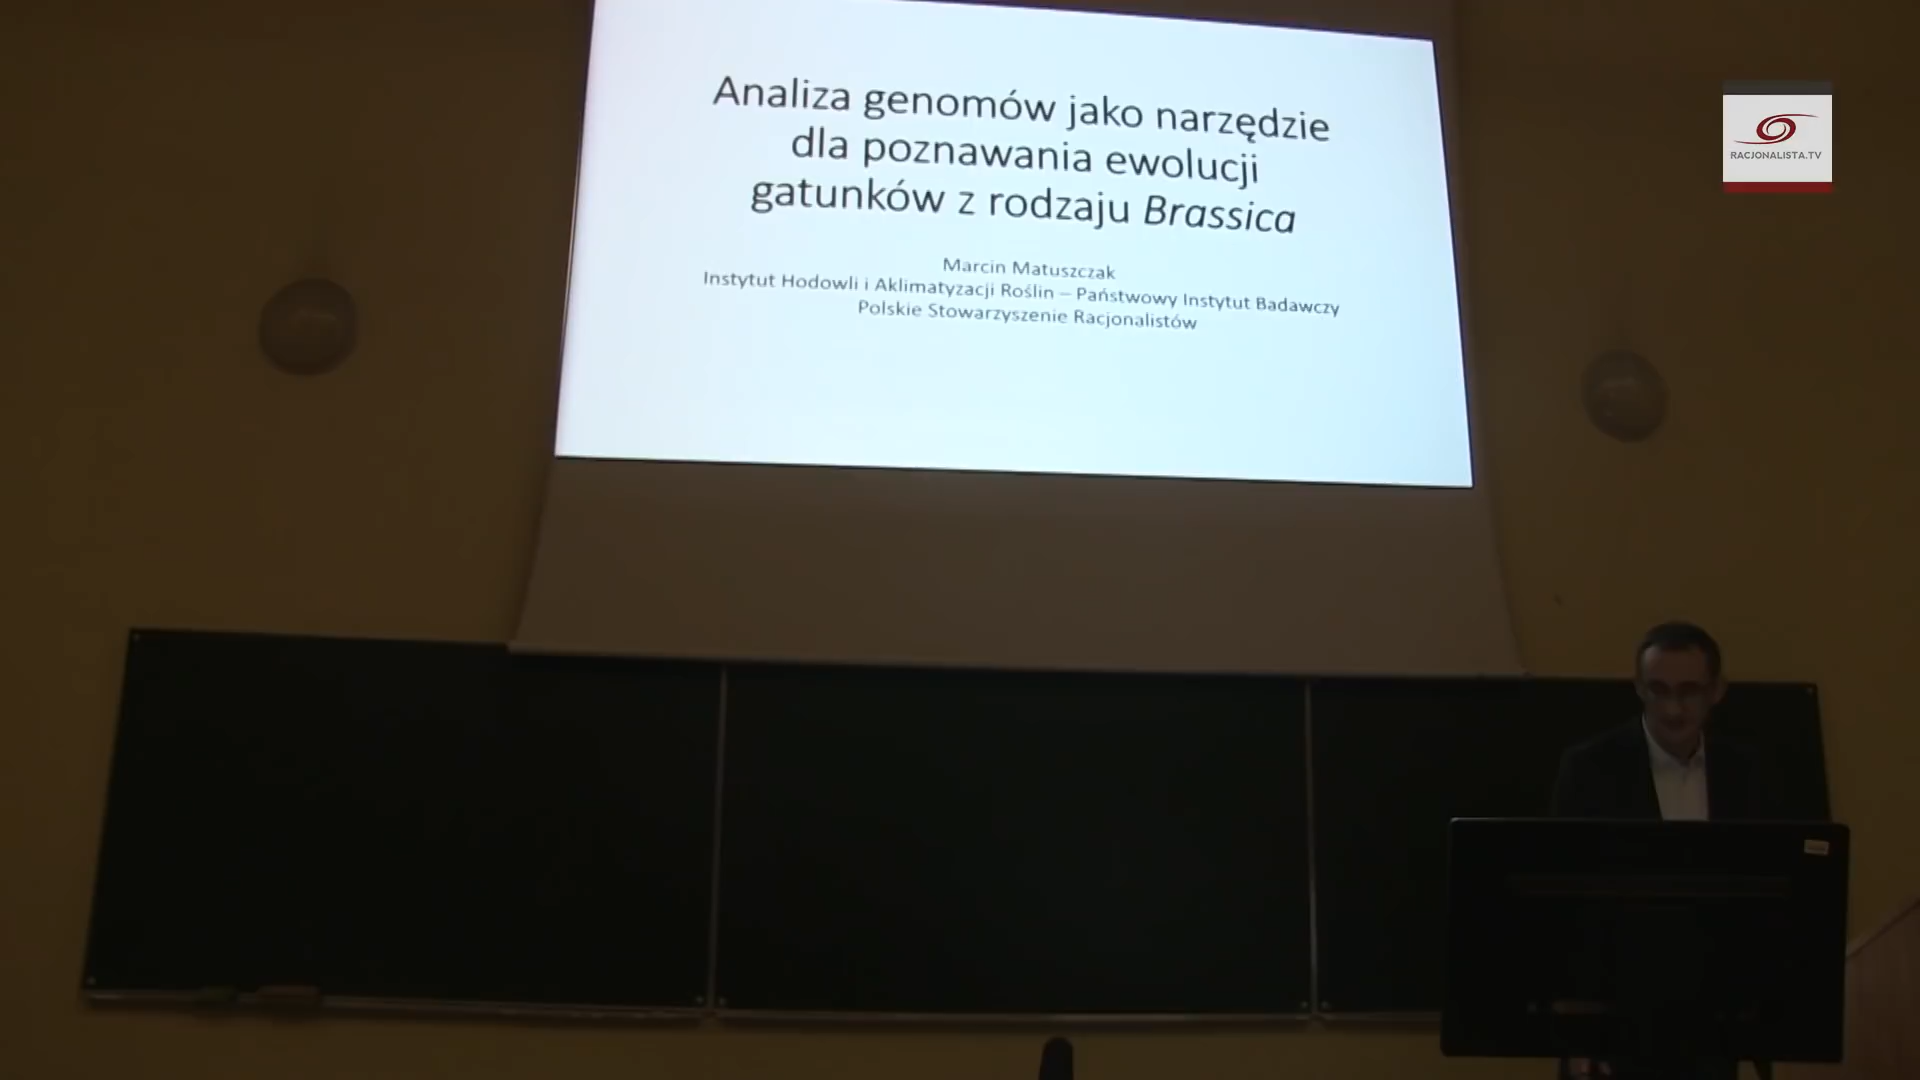 Analiza genomów jako narzędzie
dla poznawania ewolucji
gatunków z rodzaju Brassica
Marcin Matuszczak
Instytut Hodowli i Aklimatyzacji Roślin – Państwowy Instytut Badawczy
Polskie Stowarzyszenie Racjonalistów
RACJONALISTA.TV